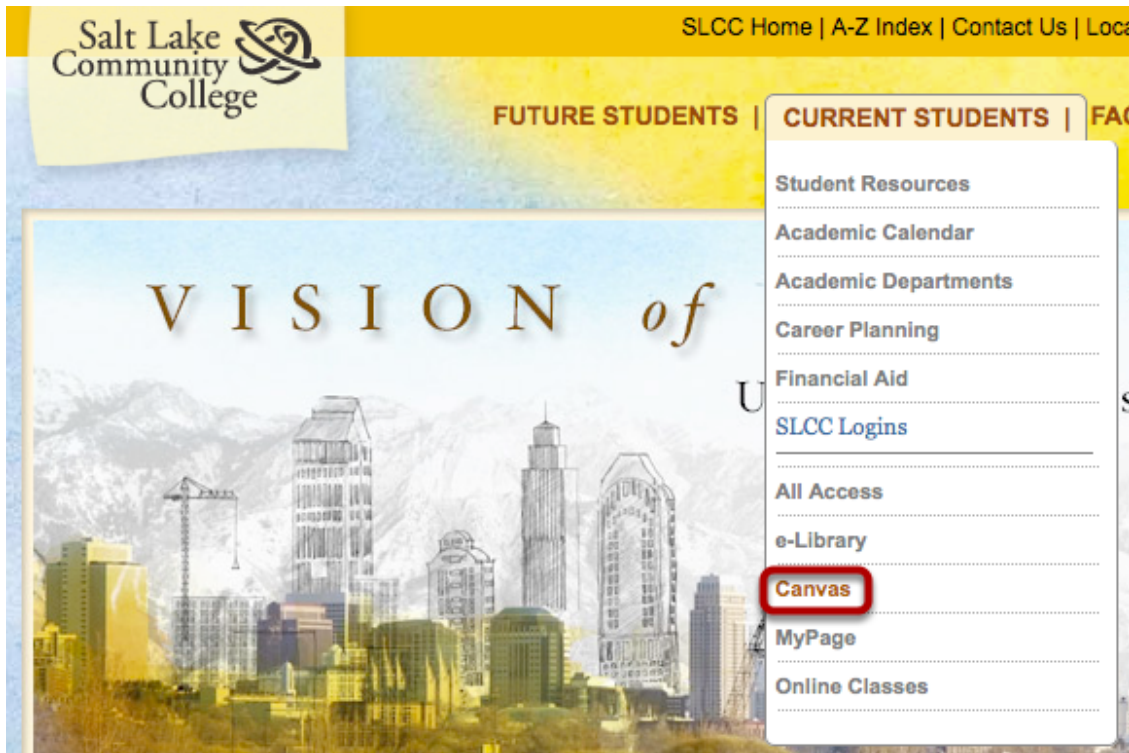 Salt Lake
Community
College
SLCC Home | A-Z Index | Contact Us |
FUTURE STUDENTS | CURRENT STUDENTS |
Student Resources
Academic Calendar
Academic Departments
Career Planning
Financial Aid
SLCC Logins
All Access
e-Library
Canvas
MyPage
Online Classes
VISION of